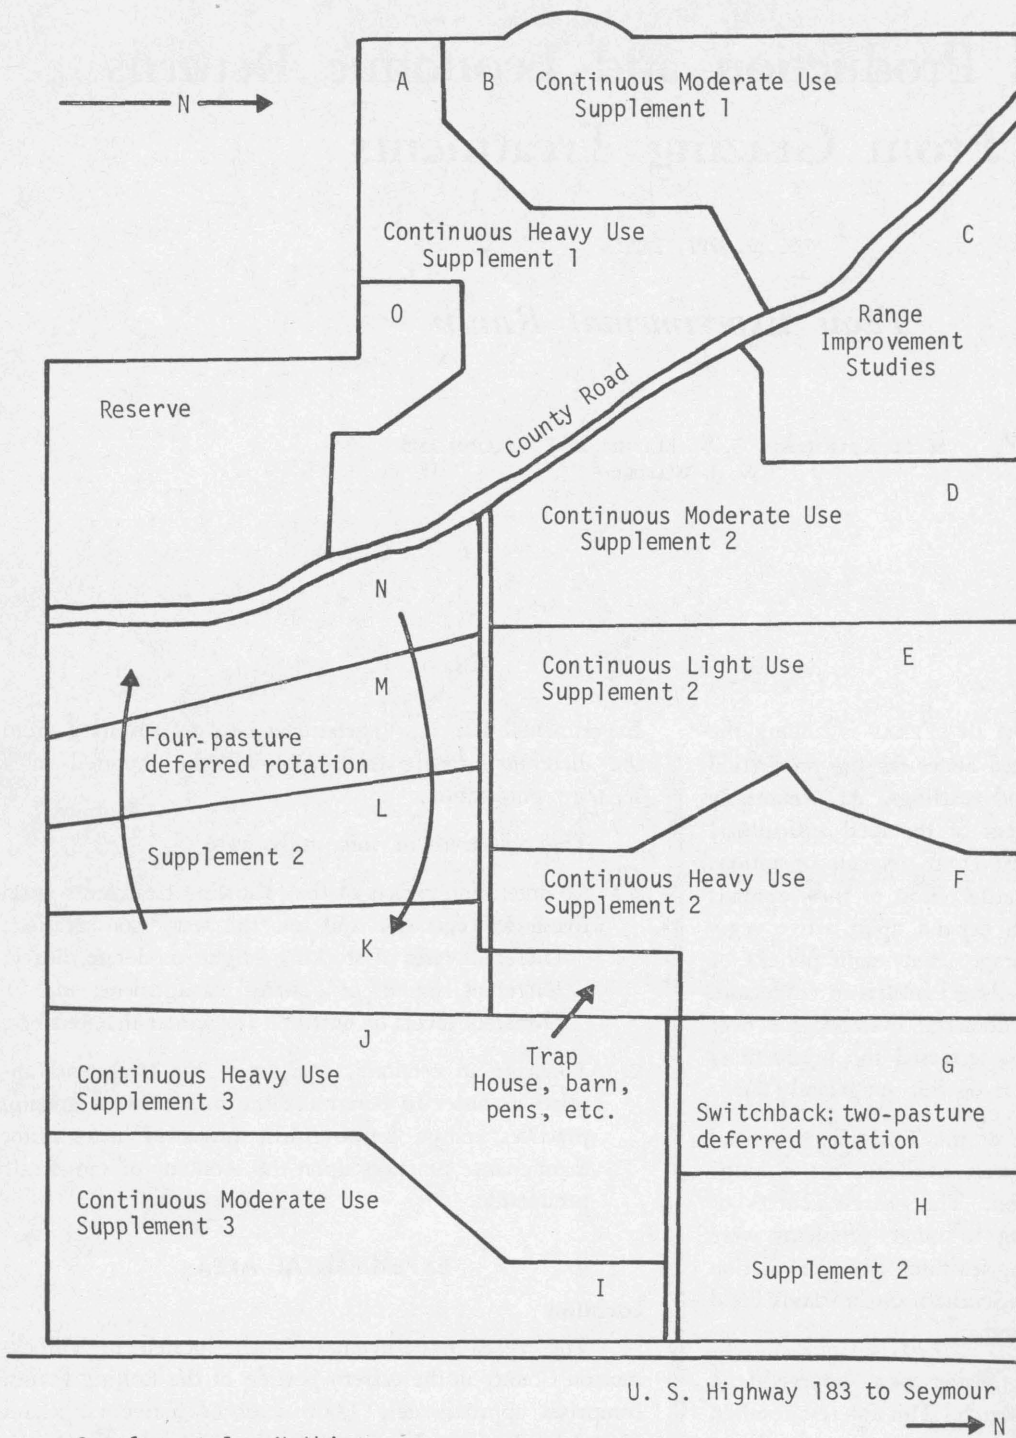 A
B
Continuous Moderate Use
Supplement 1
N
Continuous Heavy Use
Supplement 1
C
O
Range
Improvement
Studies
Reserve
County Road
D
Continuous Moderate Use
Supplement 2
N
E
Continuous Light Use
Supplement 2
M
Four-pasture
deferred rotation
L
Supplement 2
F
Continuous Heavy Use
Supplement 2
K
J
Continuous Heavy Use
Supplement 3
Trap
House, barn,
pens, etc.
G
Switchback: two-pasture
deferred rotation
Continuous Moderate Use
Supplement 3
H
Supplement 2
I
U. S. Highway 183 to Seymour
N